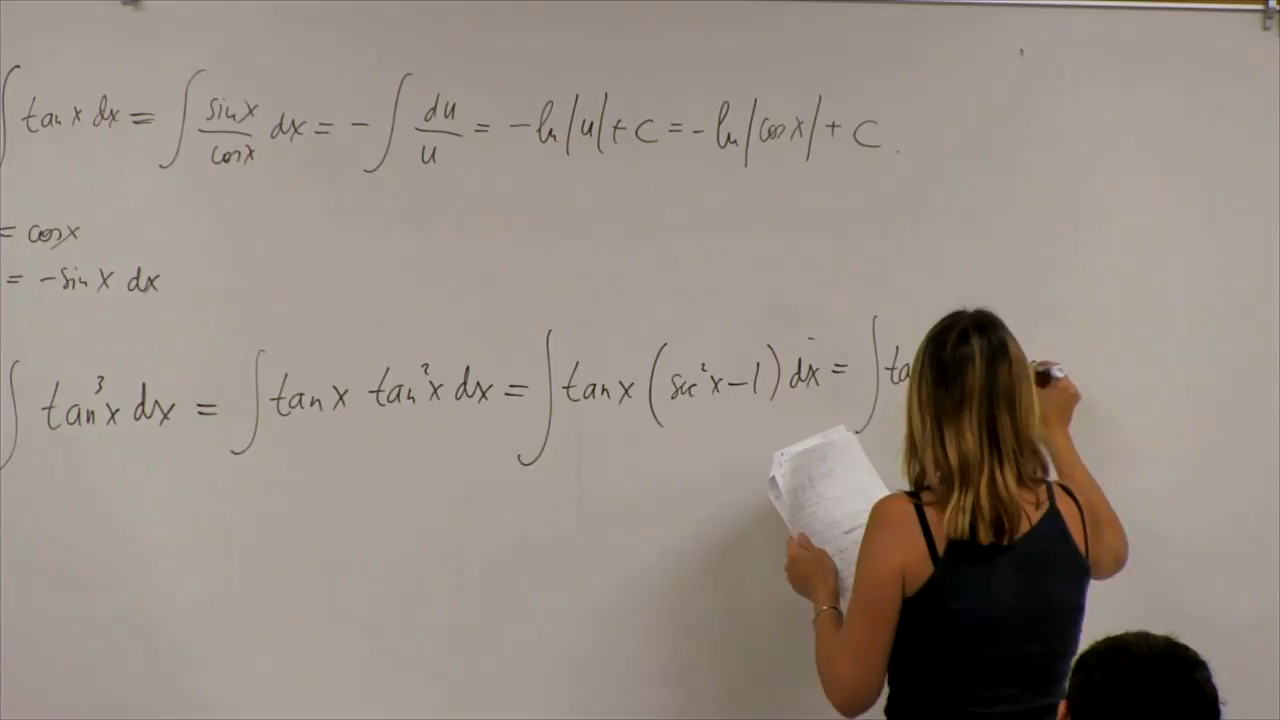 ∫ tan x dx = ∫ sin x / cos x dx = - ∫ du / u = - ln |u| + C = - ln |cos x| + C .
= cos x
= - sin x dx
∫ tan³x dx = ∫ tan x tan²x dx = ∫ tan x ( sec²x - 1 ) dx = ∫ ta